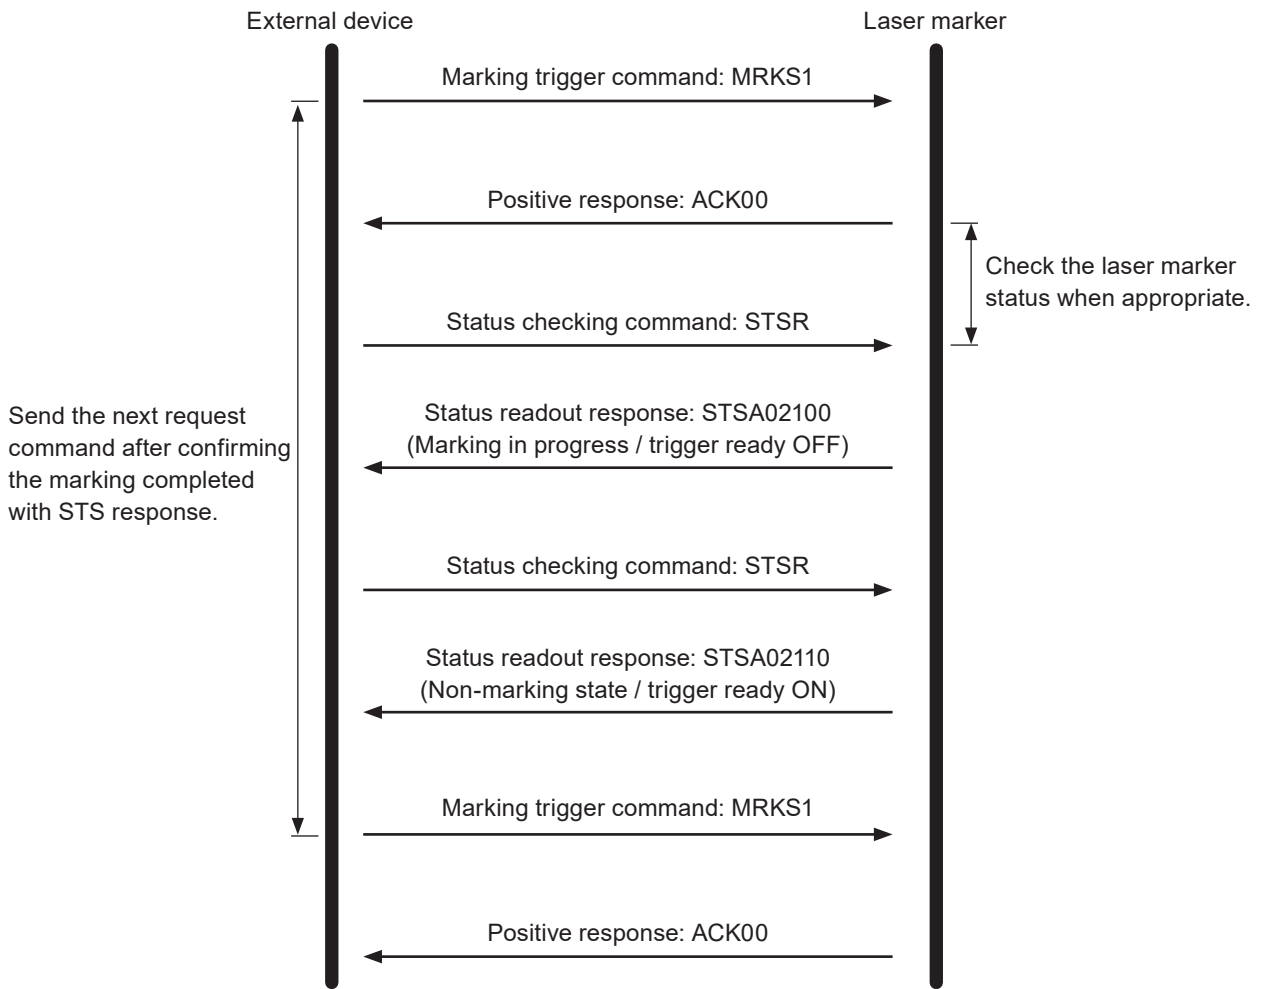 External device
Laser marker
Marking trigger command: MRKS1
Positive response: ACK00
Check the laser marker
status when appropriate.
Status checking command: STSR
Send the next request
command after confirming
the marking completed
with STS response.
Status readout response: STSA02100
(Marking in progress / trigger ready OFF)
Status checking command: STSR
Status readout response: STSA02110
(Non-marking state / trigger ready ON)
Marking trigger command: MRKS1
Positive response: ACK00